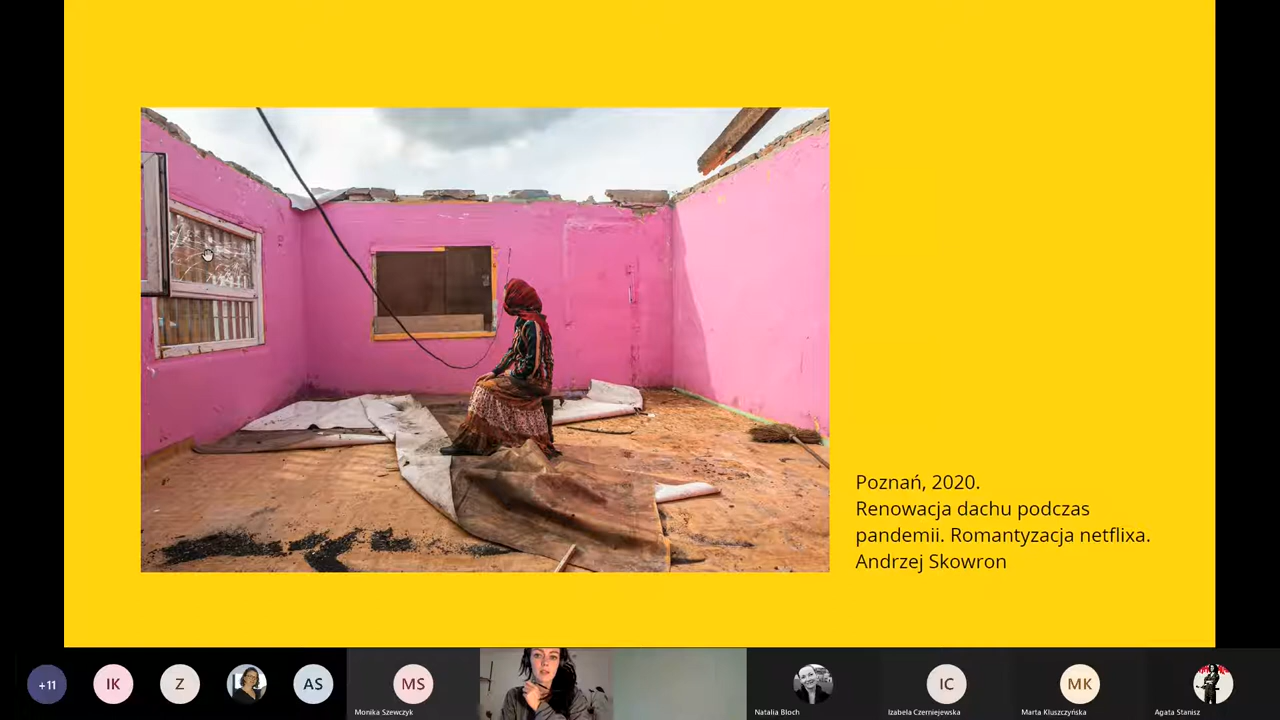 Poznań, 2020.
Renowacja dachu podczas
pandemii. Romantyzacja netflixa.
Andrzej Skowron
+11
IK
Z
AS
MS
Monika Szewczyk
Natalia Bloch
IC
Izabela Czerniejewska
MK
Marta Kluszczyńska
Agata Stanisz